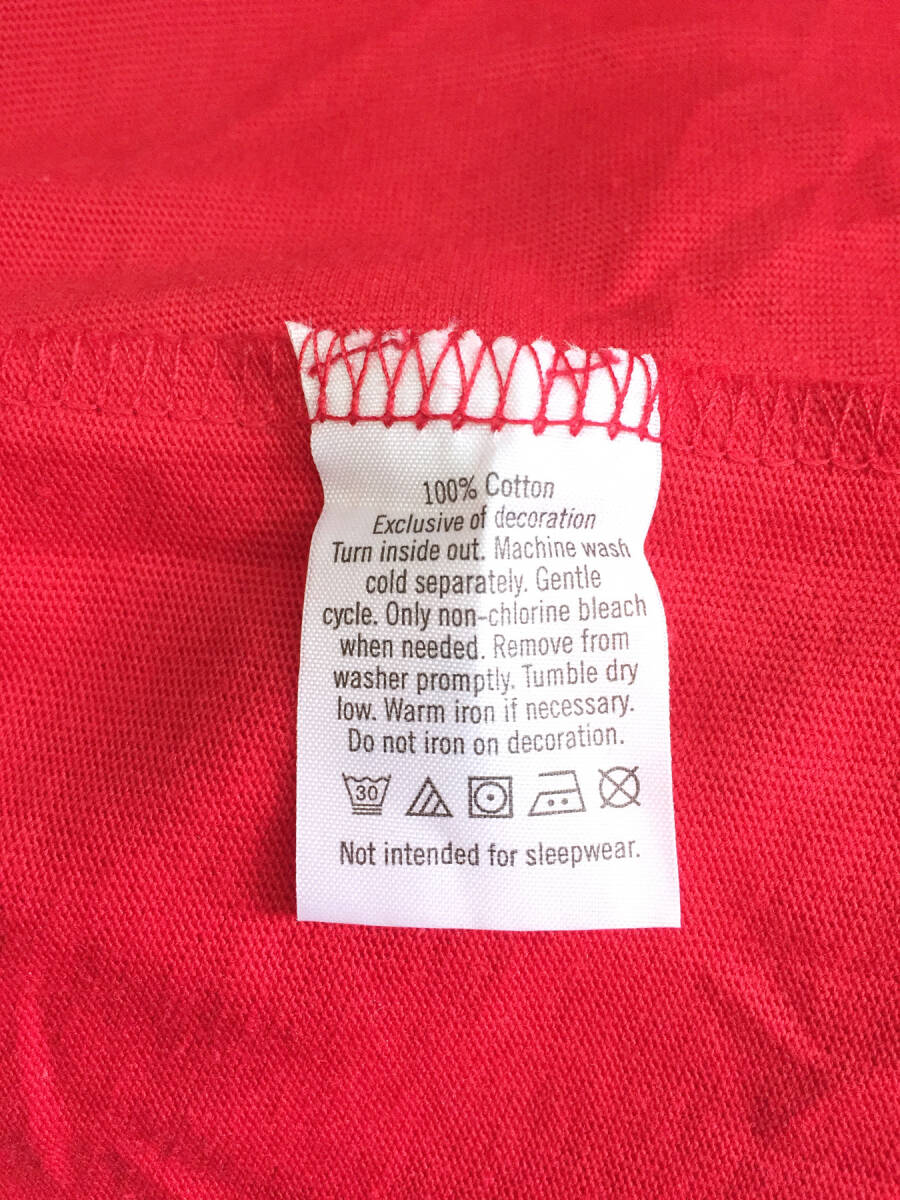 100% Cotton
Exclusive of decoration
Turn inside out. Machine wash
cold separately. Gentle
cycle. Only non-chlorine bleach
when needed. Remove from
washer promptly. Tumble dry
low. Warm iron if necessary.
Do not iron on decoration.
30
Not intended for sleepwear.